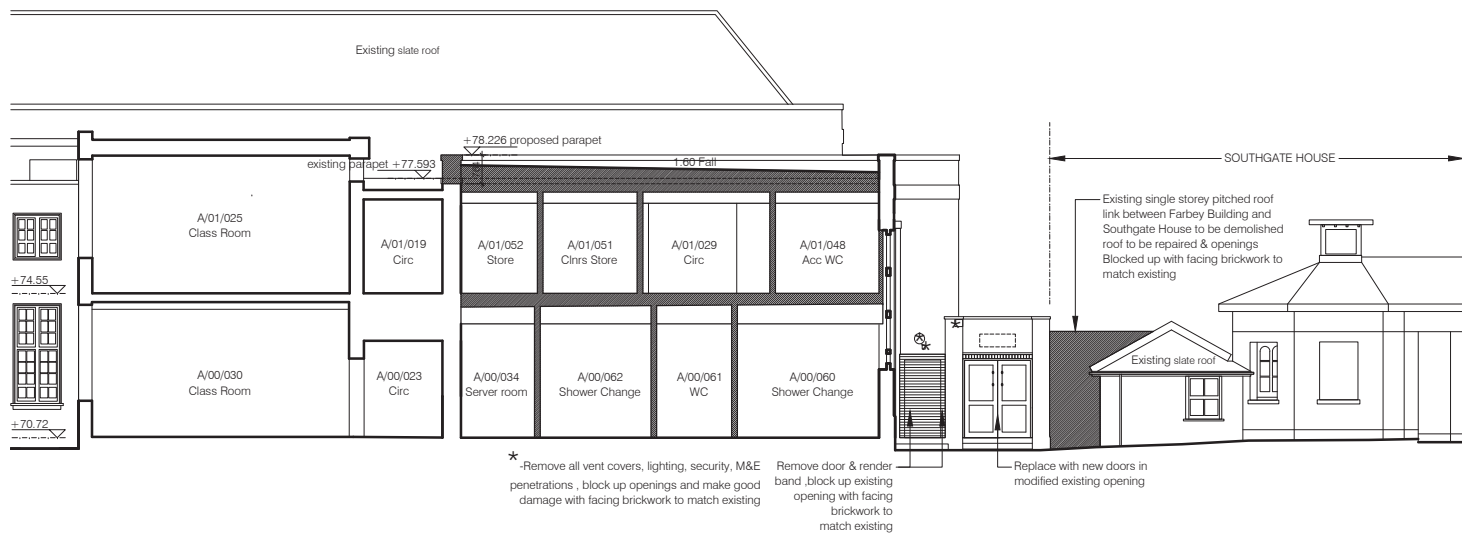 Existing slate roof
+78.226 proposed parapet
existing parapet +77.593
1:60 Fall
SOUTHGATE HOUSE
Existing single storey pitched roof
link between Farbey Building and
Southgate House to be demolished
roof to be repaired & openings
Blocked up with facing brickwork to
match existing
A/01/025
Class Room
A/01/019
Circ
A/01/052
Store
A/01/051
Clnrs Store
A/01/029
Circ
A/01/048
Acc WC
+74.55
Existing slate roof
A/00/030
Class Room
A/00/023
Circ
A/00/034
Server room
A/00/062
Shower Change
A/00/061
WC
A/00/060
Shower Change
+70.72
* -Remove all vent covers, lighting, security, M&E
penetrations , block up openings and make good
damage with facing brickwork to match existing
Remove door & render
band ,block up existing
opening with facing
brickwork to
match existing
Replace with new doors in
modified existing opening